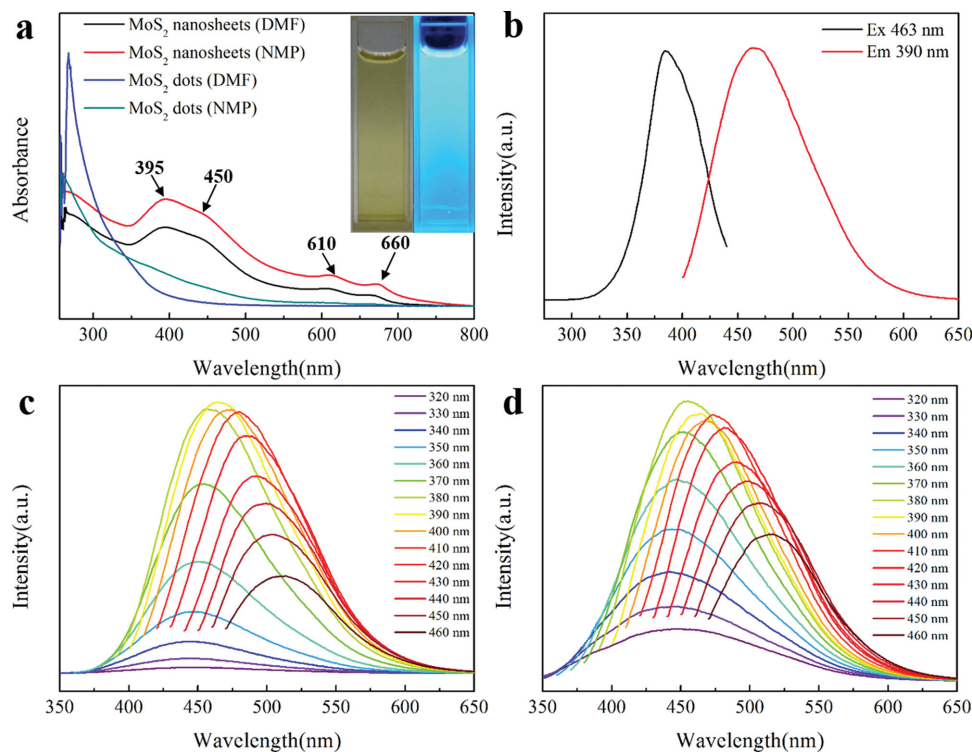 a
MoS2 nanosheets (DMF)
MoS2 nanosheets (NMP)
MoS2 dots (DMF)
MoS2 dots (NMP)
395
450
610
660
Absorbance
300 400 500 600 700 800
Wavelength(nm)
b
Ex 463 nm
Em 390 nm
Intensity(a.u.)
300 350 400 450 500 550 600 650
Wavelength(nm)
c
320 nm
330 nm
340 nm
350 nm
360 nm
370 nm
380 nm
390 nm
400 nm
410 nm
420 nm
430 nm
440 nm
450 nm
460 nm
Intensity(a.u.)
350 400 450 500 550 600 650
Wavelength(nm)
d
320 nm
330 nm
340 nm
350 nm
360 nm
370 nm
380 nm
390 nm
400 nm
410 nm
420 nm
430 nm
440 nm
450 nm
460 nm
Intensity(a.u.)
350 400 450 500 550 600 650
Wavelength(nm)